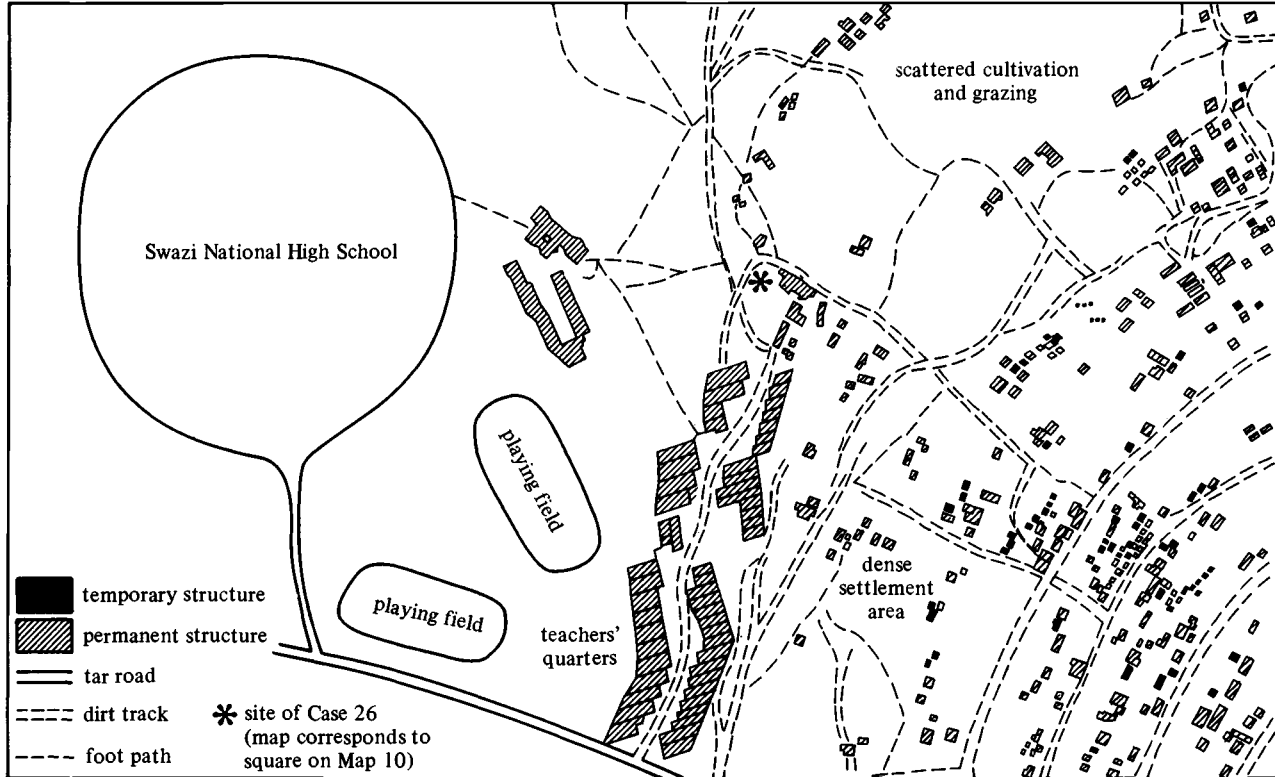 scattered cultivation
and grazing
Swazi National High School
playing field
playing field
dense
settlement
area
teachers'
quarters
temporary structure
permanent structure
tar road
dirt track
foot path
site of Case 26
(map corresponds to
square on Map 10)